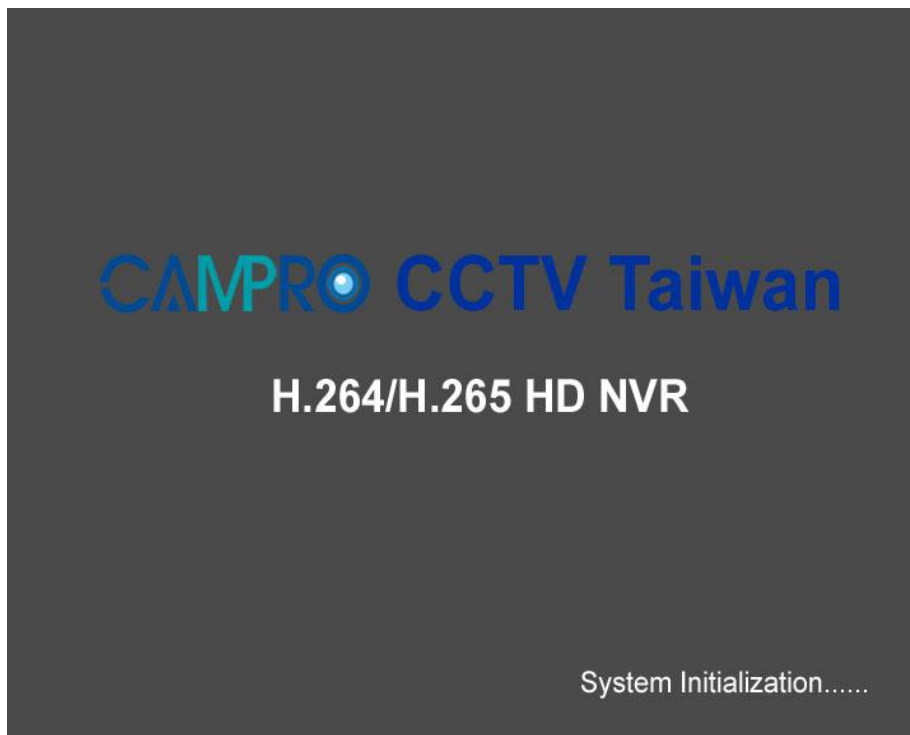 CAMPRO CCTV Taiwan
H.264/H.265 HD NVR
System Initialization......